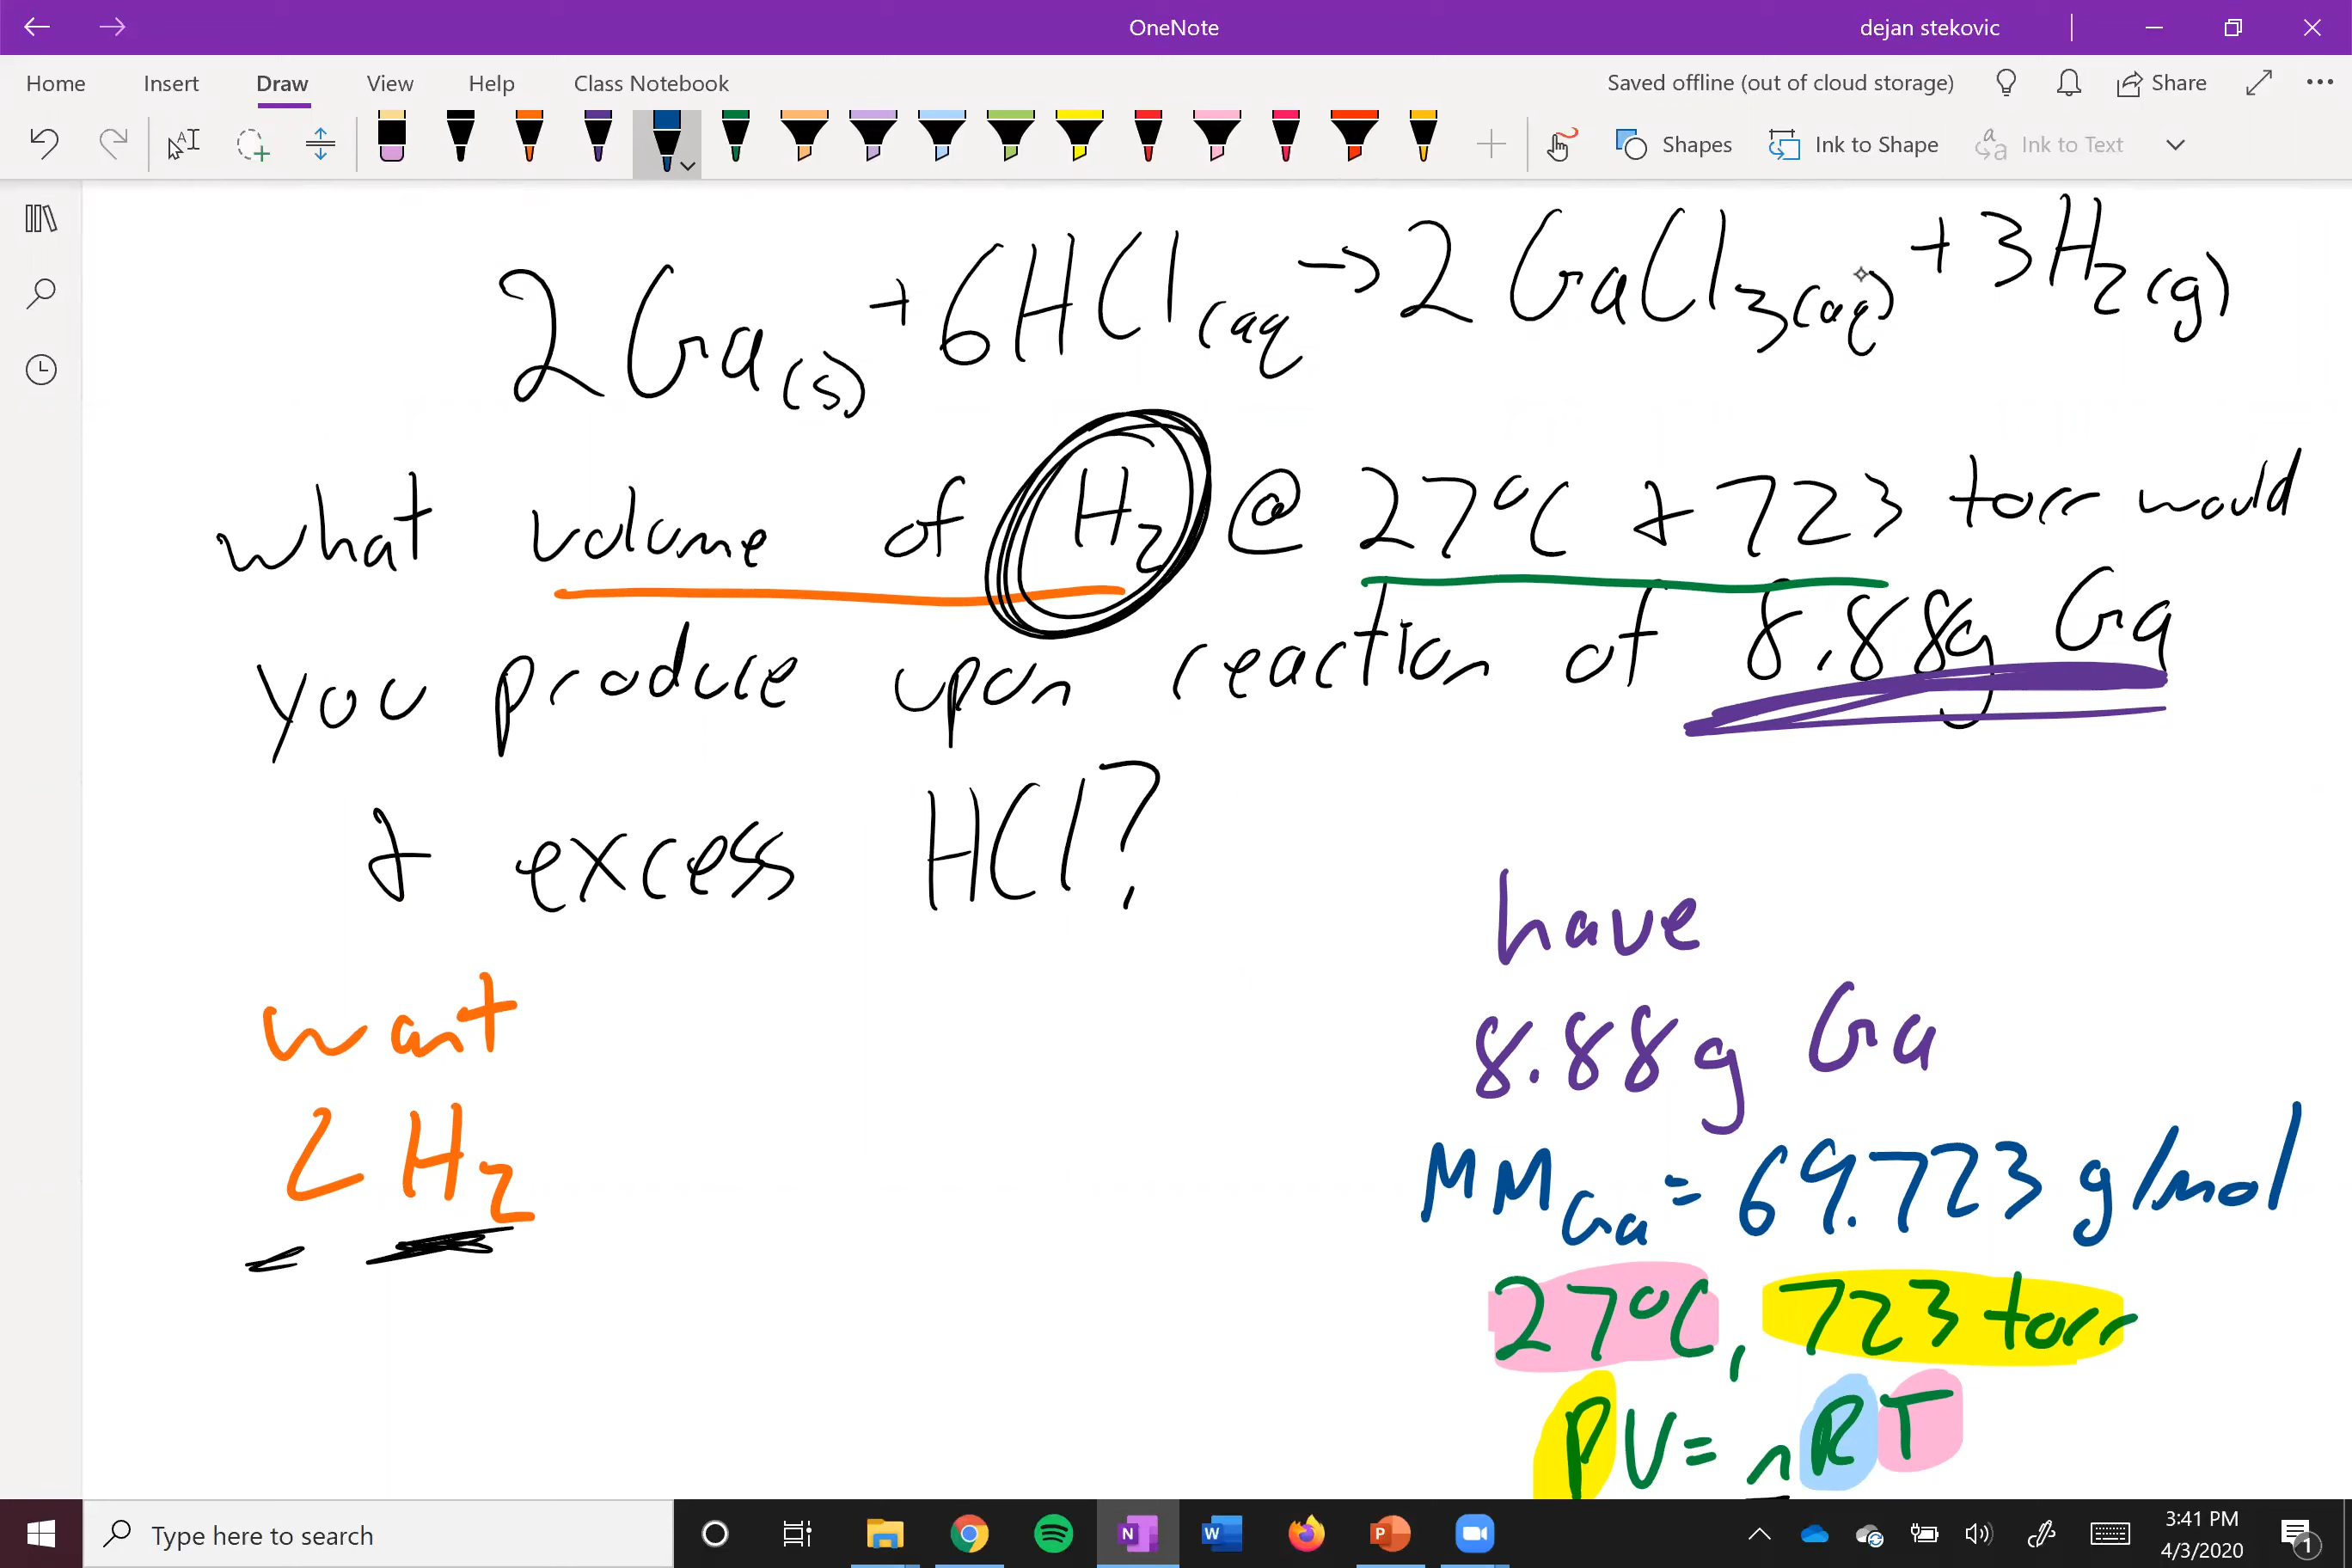 OneNote
dejan stekovic
Home Insert Draw View Help Class Notebook
Saved offline (out of cloud storage) Share
Shapes Ink to Shape Ink to Text
2Ga(s) + 6HCl(aq → 2GaCl3(aq) + 3H2(g)
what volume of H2 @ 27°C & 723 torr would
you produce upon reaction of 8.88g Ga
& excess HCl?
have
8.88g Ga
want
L H2
MMGa = 69.723 g/mol
27°C, 723 torr
PV = nRT
Type here to search
3:41 PM
4/3/2020
1